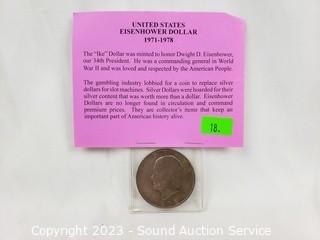 UNITED STATES
EISENHOWER DOLLAR
1971-1978
The "Ike" Dollar was minted to honor Dwight D. Eisenhower,
our 34th President. He was a commanding general in World
War II and was loved and respected by the American People.
The gambling industry lobbied for a coin to replace silver
dollars for slot machines. Silver Dollars were hoarded for their
silver content that was worth more than a dollar. Eisenhower
Dollars are no longer found in circulation and command
premium prices. They are collector's items that keep an
important part of American history alive.
18.
Copyright 2023 - Sound Auction Service